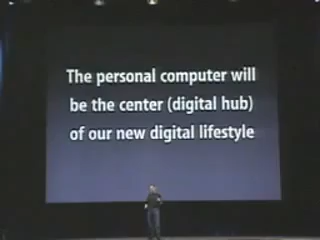 The personal computer will
be the center (digital hub)
of our new digital lifestyle